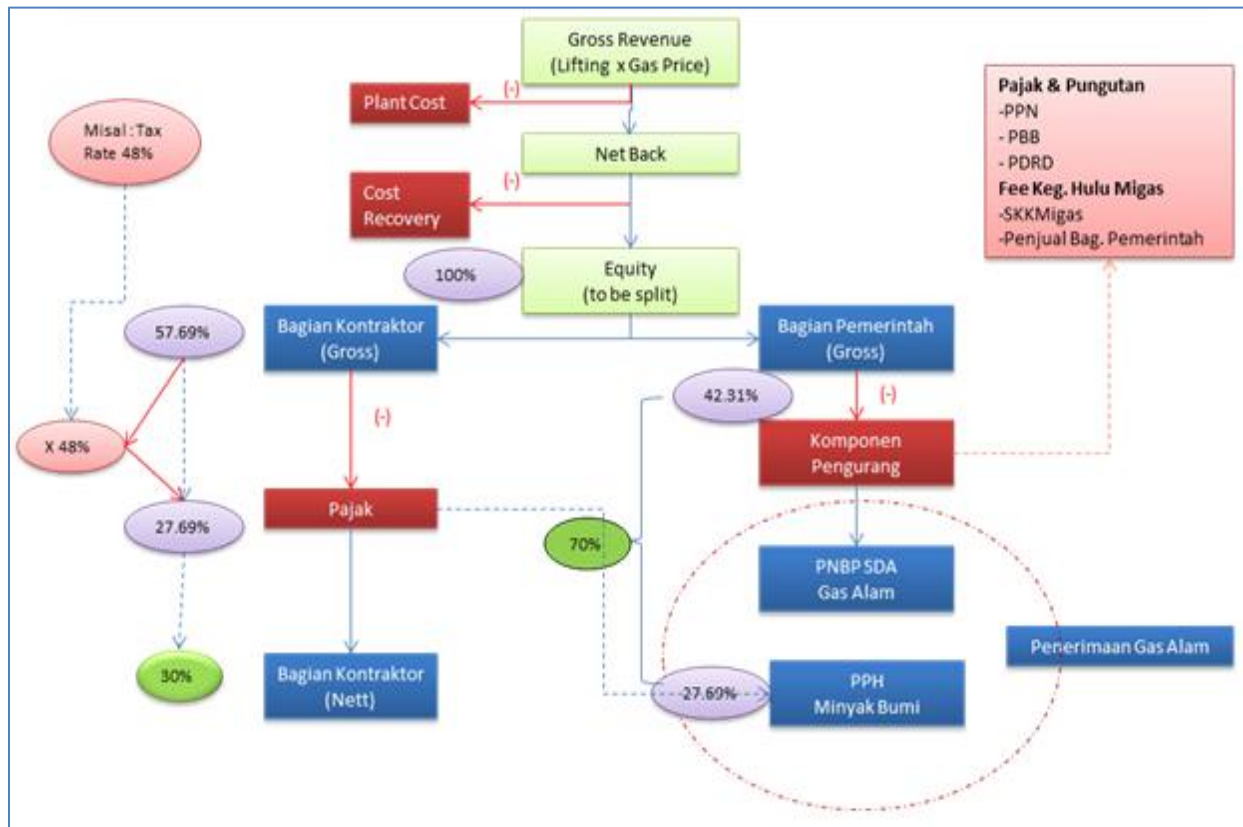 Gross Revenue
(Lifting x Gas Price)
(-)
Plant Cost
Pajak & Pungutan
-PPN
- PBB
- PDRD
Fee Keg. Hulu Migas
-SKKMigas
-Penjual Bag. Pemerintah
Misal : Tax
Rate 48%
Net Back
(-)
Cost
Recovery
100%
Equity
(to be split)
57.69%
Bagian Kontraktor
(Gross)
Bagian Pemerintah
(Gross)
42.31%
(-)
(-)
X 48%
Komponen
Pengurang
Pajak
27.69%
70%
PNBP SDA
Gas Alam
Penerimaan Gas Alam
30%
Bagian Kontraktor
(Nett)
27.69%
PPH
Minyak Bumi